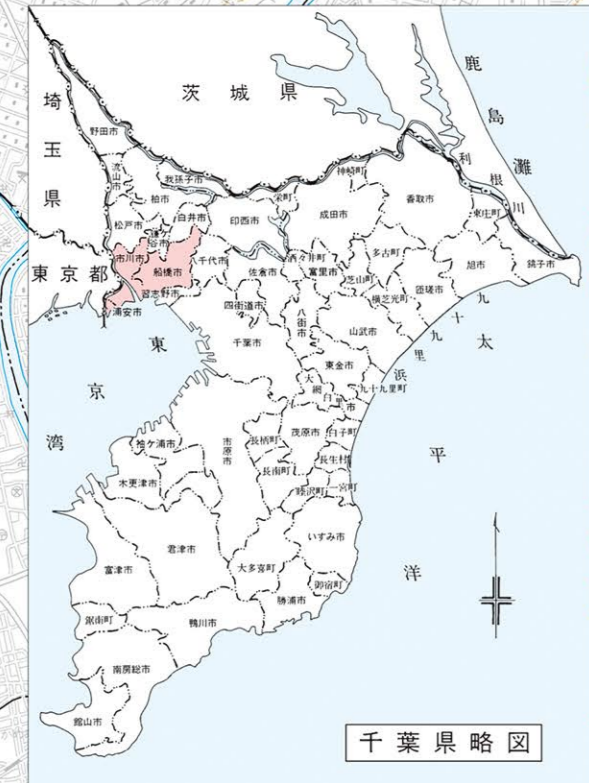 茨城県
埼玉県
東京都
鹿島灘
利根川
九十九里浜
太平洋
東京湾
野田市
流山市
柏市
我孫子市
松戸市
鎌ケ谷市
白井市
印西市
栄町
成田市
神崎町
香取市
東庄町
銚子市
旭市
匝瑳市
多古町
横芝光町
芝山町
富里市
酒々井町
佐倉市
八千代市
市川市
船橋市
習志野市
浦安市
四街道市
千葉市
八街市
山武市
東金市
大網白里市
九十九里町
市原市
茂原市
白子町
長柄町
長生村
長南町
睦沢町
一宮町
袖ケ浦市
木更津市
君津市
富津市
いすみ市
大多喜町
御宿町
勝浦市
鴨川市
鋸南町
南房総市
館山市
千葉県略図